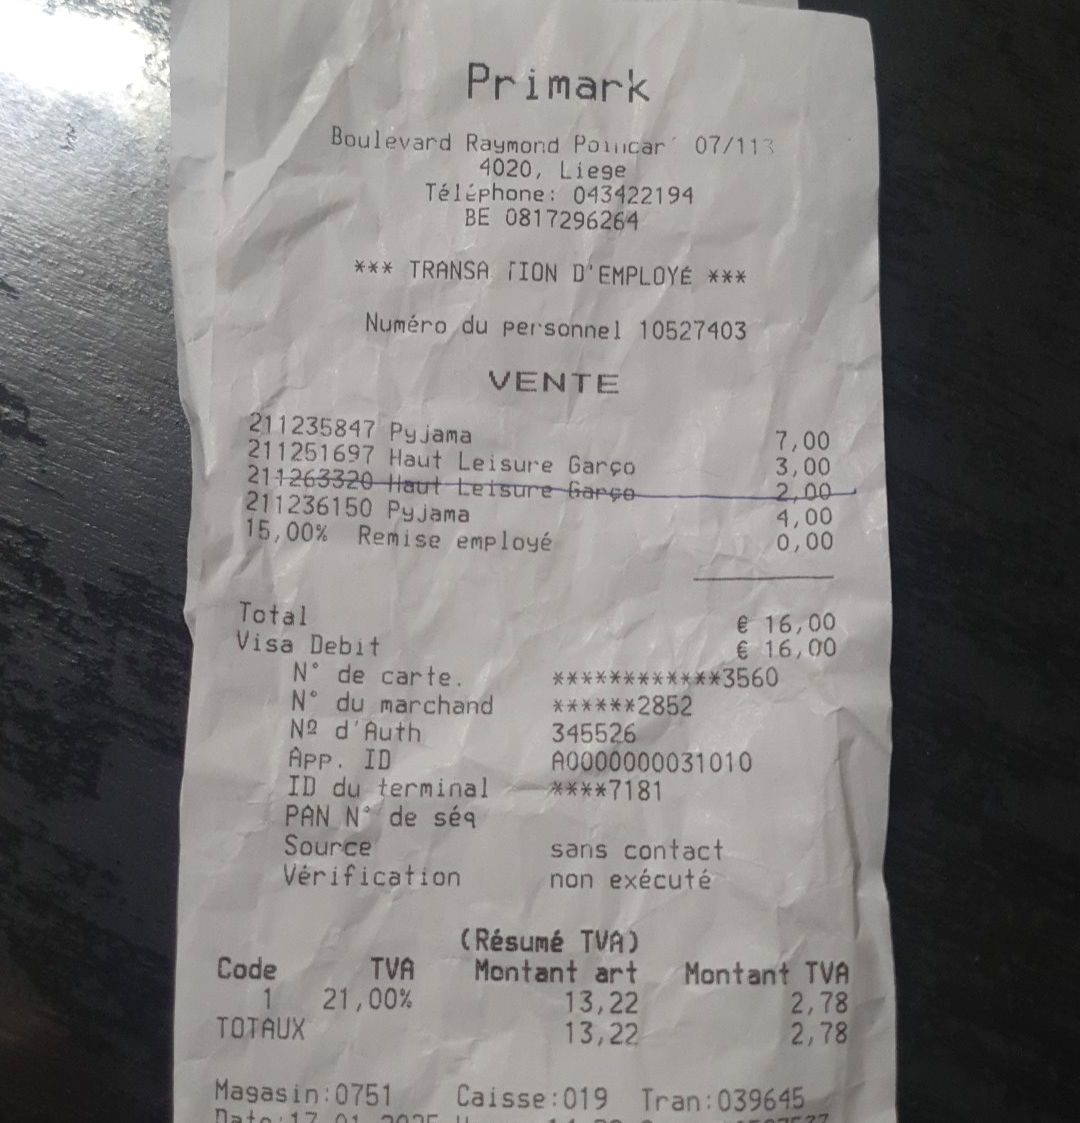 Primark
Boulevard Raymond 07/113
4020, Liege
Téléphone: 043422194
BE 0817296264
*** D'EMPLOYÉ ***
Numéro du personnel 10527403
VENTE
211235847 Pyjama 7,00
211251697 Haut Leisure Garço 3,00
211263320 Haut Leisure Garço 2,00
211236150 Pyjama 4,00
15,00% Remise employé 0,00
Total € 16,00
Visa Debit € 16,00
N° de carte. ************3560
N° du marchand ******2852
Nº d'Auth 345526
App. ID A0000000031010
ID du terminal ****7181
PAN N° de séq
Source sans contact
Vérification non exécuté
(Résumé TVA)
Code TVA Montant art Montant TVA
1 21,00% 13,22 2,78
TOTAUX 13,22 2,78
Magasin:0751 Caisse:019 Tran:039645